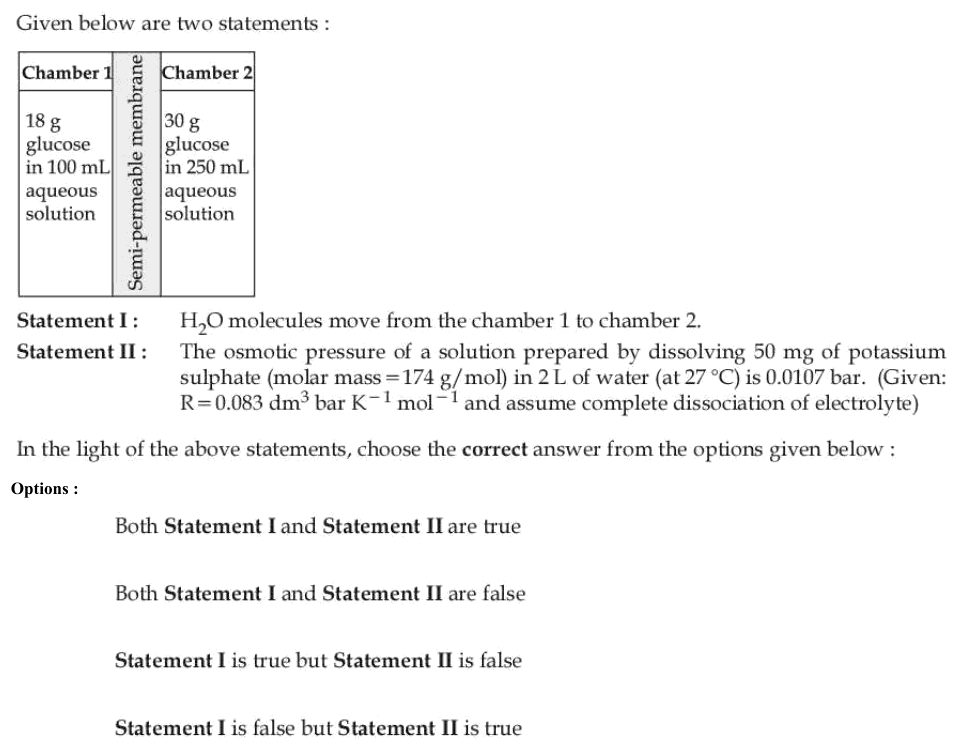 Given below are two statements :
Chamber 1
Semi-permeable membrane
Chamber 2
18 g
glucose
in 100 mL
aqueous
solution
30 g
glucose
in 250 mL
aqueous
solution
Statement I : H₂O molecules move from the chamber 1 to chamber 2.
Statement II : The osmotic pressure of a solution prepared by dissolving 50 mg of potassium
sulphate (molar mass=174 g/mol) in 2 L of water (at 27 °C) is 0.0107 bar. (Given:
R=0.083 dm³ bar K⁻¹ mol⁻¹ and assume complete dissociation of electrolyte)
In the light of the above statements, choose the correct answer from the options given below :
Options :
Both Statement I and Statement II are true
Both Statement I and Statement II are false
Statement I is true but Statement II is false
Statement I is false but Statement II is true